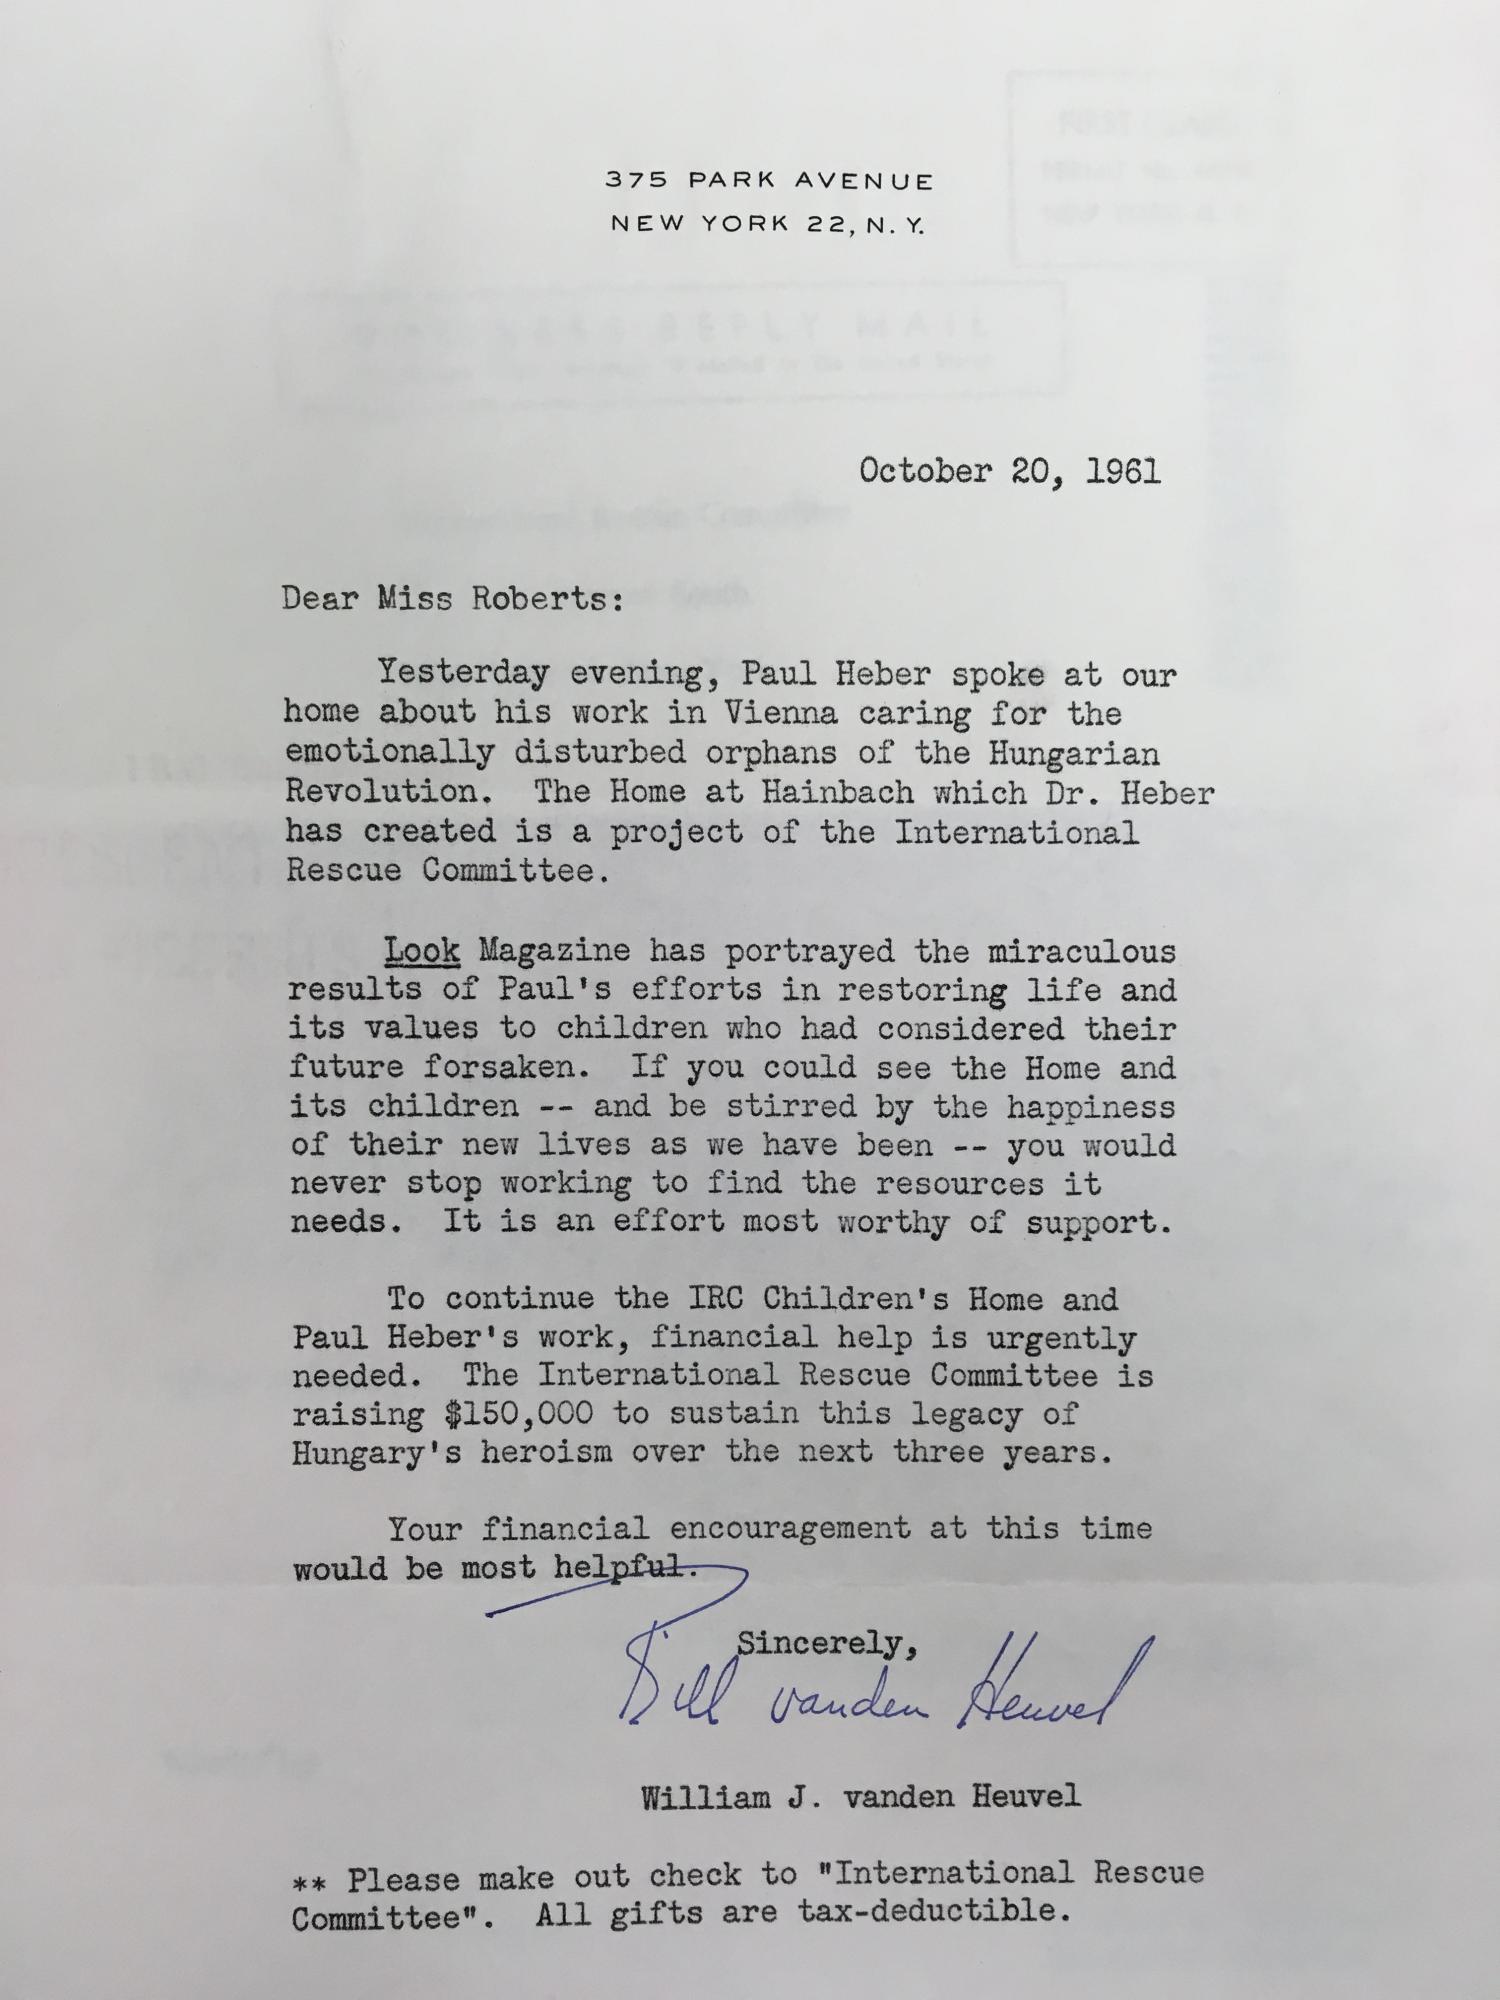 375 PARK AVENUE
NEW YORK 22, N. Y.
October 20, 1961
Dear Miss Roberts:
Yesterday evening, Paul Heber spoke at our
home about his work in Vienna caring for the
emotionally disturbed orphans of the Hungarian
Revolution. The Home at Hainbach which Dr. Heber
has created is a project of the International
Rescue Committee.
Look Magazine has portrayed the miraculous
results of Paul's efforts in restoring life and
its values to children who had considered their
future forsaken. If you could see the Home and
its children -- and be stirred by the happiness
of their new lives as we have been -- you would
never stop working to find the resources it
needs. It is an effort most worthy of support.
To continue the IRC Children's Home and
Paul Heber's work, financial help is urgently
needed. The International Rescue Committee is
raising $150,000 to sustain this legacy of
Hungary's heroism over the next three years.
Your financial encouragement at this time
would be most helpful.
Sincerely,
Bill vanden Heuvel
William J. vanden Heuvel
** Please make out check to "International Rescue
Committee". All gifts are tax-deductible.